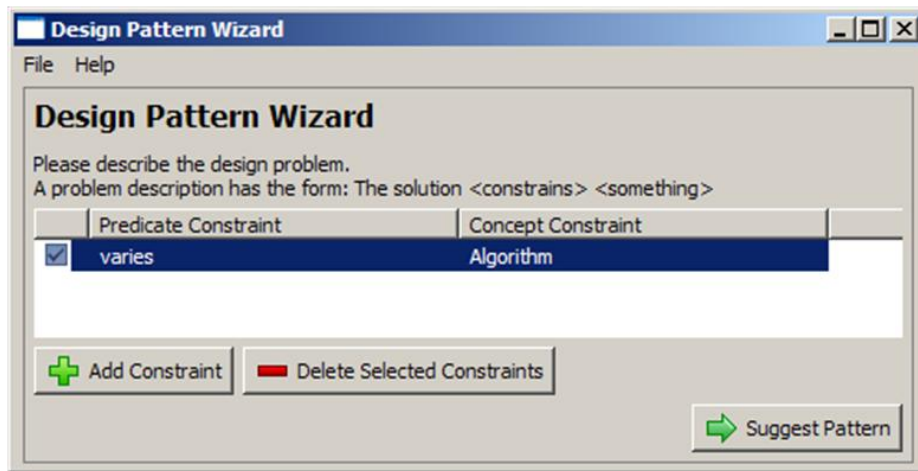 Design Pattern Wizard
File Help
Design Pattern Wizard
Please describe the design problem.
A problem description has the form: The solution <constrains> <something>
Predicate Constraint Concept Constraint
varies Algorithm
Add Constraint Delete Selected Constraints
Suggest Pattern